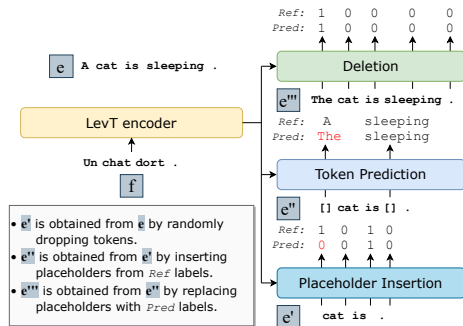 Ref: 1 0 0 0 0
Pred: 1 0 0 0 0
Deletion
e A cat is sleeping .
e''' The cat is sleeping .
LevT encoder
Ref: A sleeping
Pred: The sleeping
Un chat dort .
Token Prediction
f
e'' [] cat is [] .
Ref: 1 0 1 0
Pred: 0 0 1 0
• e' is obtained from e by randomly
dropping tokens.
• e'' is obtained from e' by inserting
placeholders from Ref labels.
• e''' is obtained from e'' by replacing
placeholders with Pred labels.
Placeholder Insertion
e' cat is .